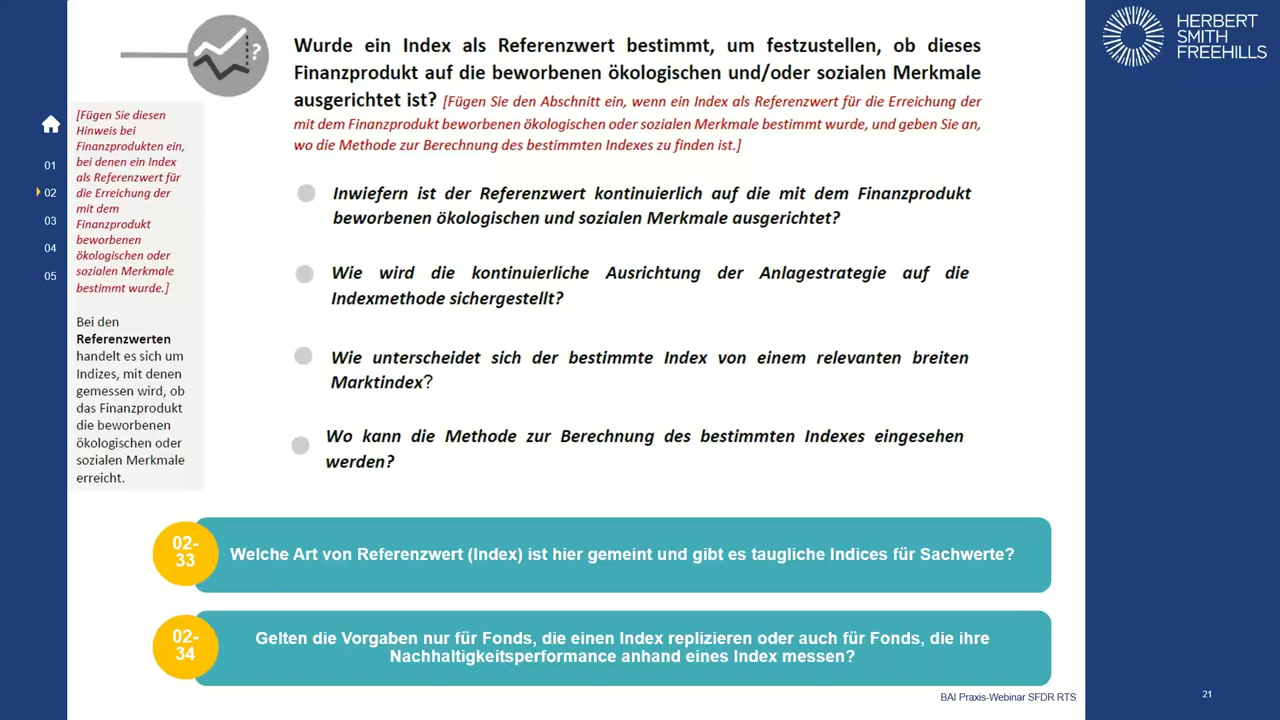 HERBERT
SMITH
FREEHILLS
?
Wurde ein Index als Referenzwert bestimmt, um festzustellen, ob dieses
Finanzprodukt auf die beworbenen ökologischen und/oder sozialen Merkmale
ausgerichtet ist? [Fügen Sie den Abschnitt ein, wenn ein Index als Referenzwert für die Erreichung der
mit dem Finanzprodukt beworbenen ökologischen oder sozialen Merkmale bestimmt wurde, und geben Sie an,
wo die Methode zur Berechnung des bestimmten Indexes zu finden ist.]
01
02
03
04
05
[Fügen Sie diesen
Hinweis bei
Finanzprodukten ein,
bei denen ein Index
als Referenzwert für
die Erreichung der
mit dem
Finanzprodukt
beworbenen
ökologischen oder
sozialen Merkmale
bestimmt wurde.]
Bei den
Referenzwerten
handelt es sich um
Indizes, mit denen
gemessen wird, ob
das Finanzprodukt
die beworbenen
ökologischen oder
sozialen Merkmale
erreicht.
Inwiefern ist der Referenzwert kontinuierlich auf die mit dem Finanzprodukt
beworbenen ökologischen und sozialen Merkmale ausgerichtet?
Wie wird die kontinuierliche Ausrichtung der Anlagestrategie auf die
Indexmethode sichergestellt?
Wie unterscheidet sich der bestimmte Index von einem relevanten breiten
Marktindex?
Wo kann die Methode zur Berechnung des bestimmten Indexes eingesehen
werden?
02-
33
Welche Art von Referenzwert (Index) ist hier gemeint und gibt es taugliche Indices für Sachwerte?
02-
34
Gelten die Vorgaben nur für Fonds, die einen Index replizieren oder auch für Fonds, die ihre
Nachhaltigkeitsperformance anhand eines Index messen?
BAI Praxis-Webinar SFDR RTS
21